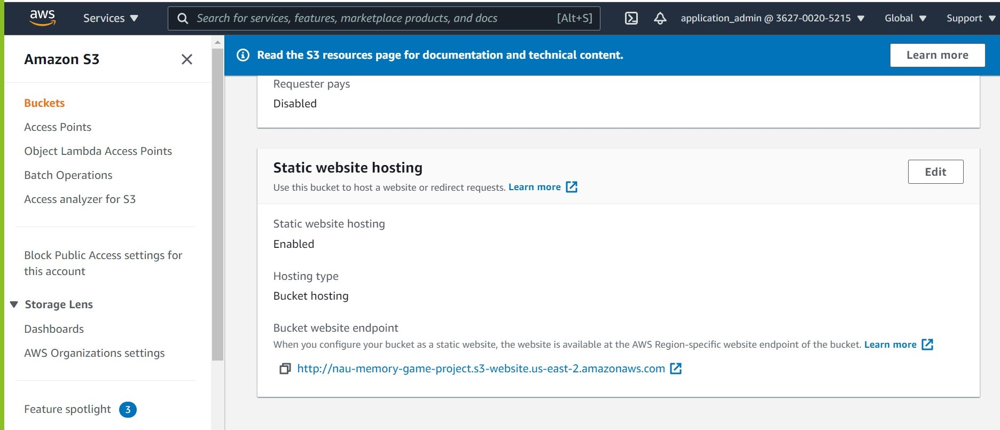 aws
Services ▼
Search for services, features, marketplace products, and docs
[Alt+S]
application_admin @ 3627-0020-5215 ▼
Global ▼
Support ▼
Amazon S3
Buckets
Access Points
Object Lambda Access Points
Batch Operations
Access analyzer for S3
Block Public Access settings for
this account
▼ Storage Lens
Dashboards
AWS Organizations settings
Feature spotlight 3
Read the S3 resources page for documentation and technical content.
Learn more
Requester pays
Disabled
Static website hosting
Edit
Use this bucket to host a website or redirect requests. Learn more
Static website hosting
Enabled
Hosting type
Bucket hosting
Bucket website endpoint
When you configure your bucket as a static website, the website is available at the AWS Region-specific website endpoint of the bucket. Learn more
http://nau-memory-game-project.s3-website.us-east-2.amazonaws.com